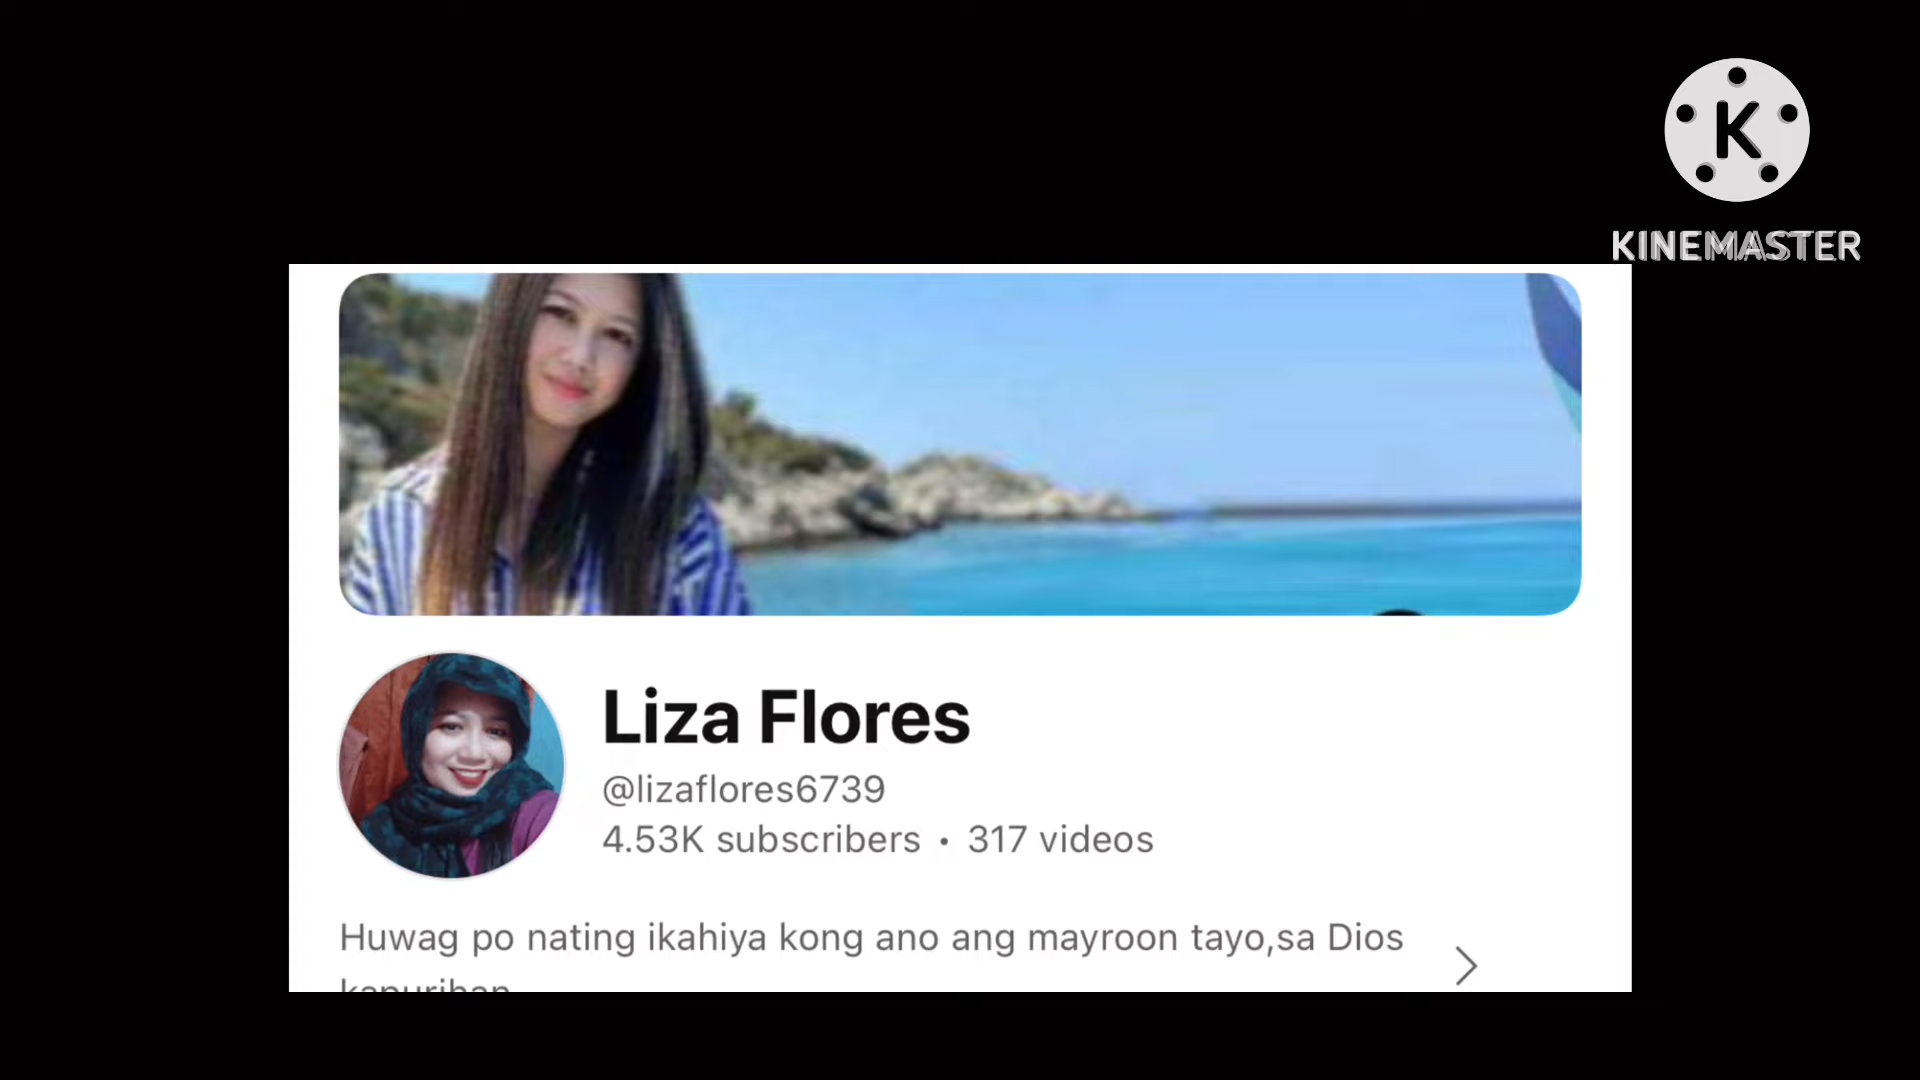 K
KINEMASTER
Liza Flores
@lizaflores6739
4.53K subscribers • 317 videos
Huwag po nating ikahiya kong ano ang mayroon tayo,sa Dios
kapurihan